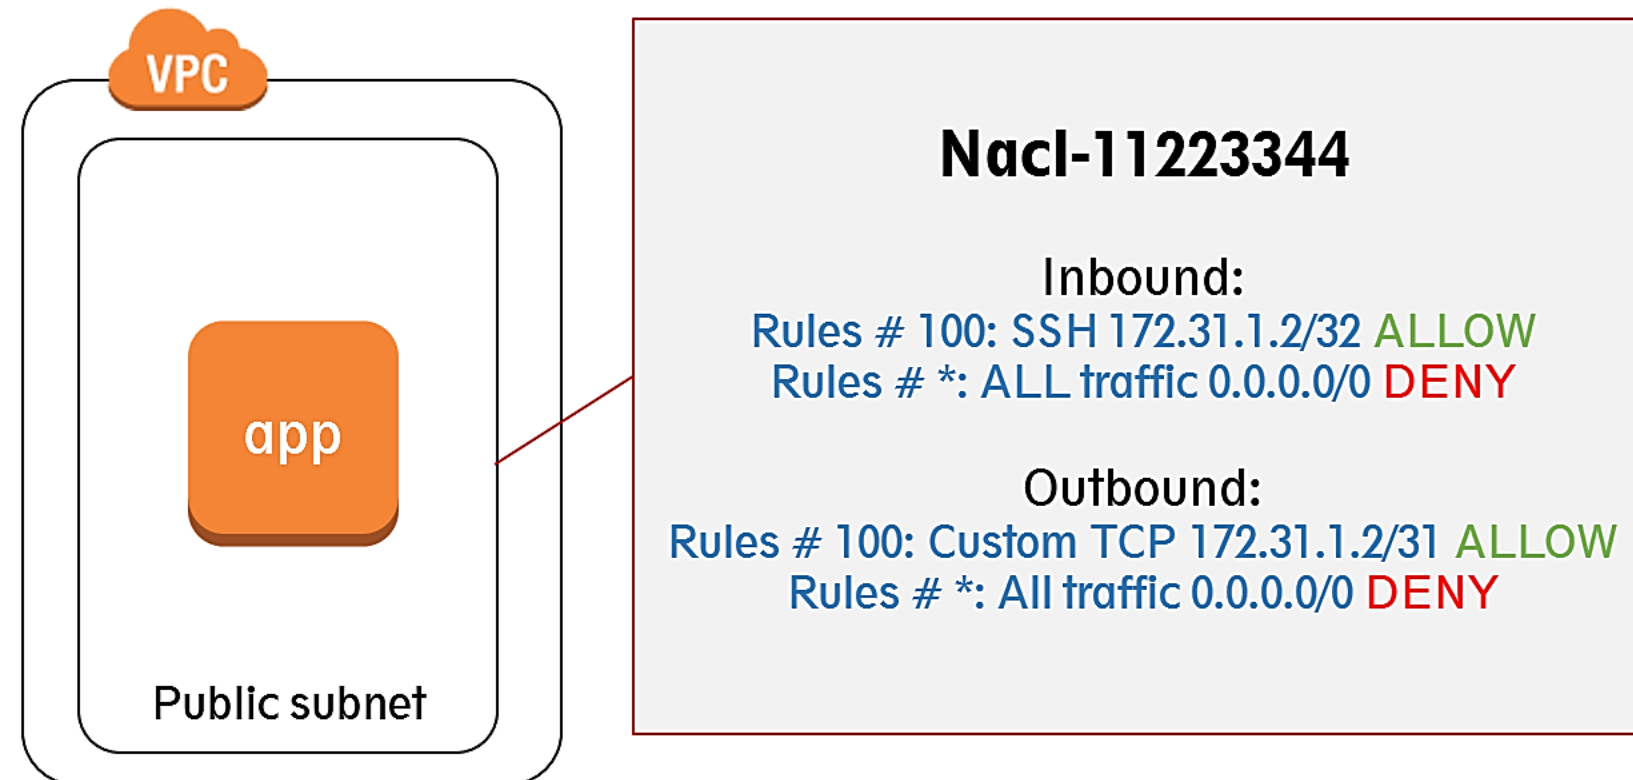 VPC
app
Public subnet
Nacl-11223344
Inbound:
Rules # 100: SSH 172.31.1.2/32 ALLOW
Rules # *: ALL traffic 0.0.0.0/0 DENY
Outbound:
Rules # 100: Custom TCP 172.31.1.2/31 ALLOW
Rules # *: All traffic 0.0.0.0/0 DENY